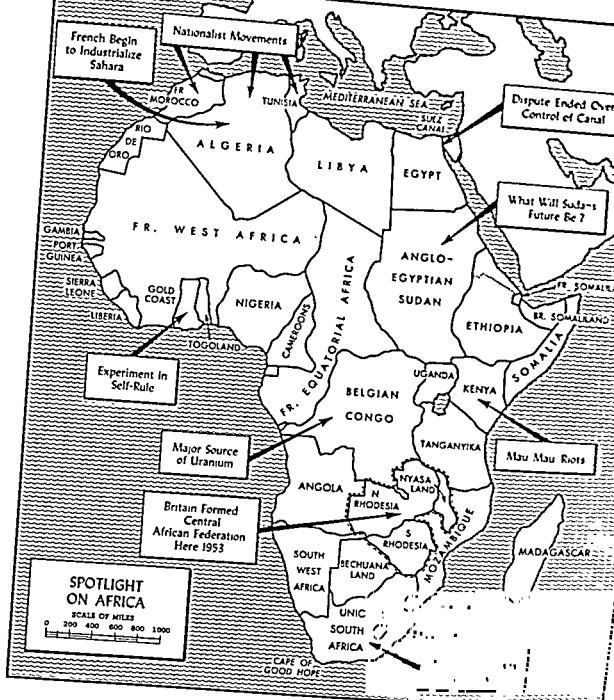 French Begin
to Industrialize
Sahara
Nationalist Movements
FR
MOROCCO
TUNISIA
MEDITERRANEAN SEA
SUEZ
CANAL
Dispute Ended Over
Control of Canal
RIO
DE
ORO
ALGERIA
LIBYA
EGYPT
What Will Sudan's
Future Be?
GAMBIA
PORT.
GUINEA
FR. WEST AFRICA
ANGLO-
EGYPTIAN
SUDAN
SIERRA
LEONE
LIBERIA
GOLD
COAST
TOGOLAND
NIGERIA
CAMEROONS
FR. EQUATORIAL AFRICA
FR. SOMALI
BR. SOMALILAND
ETHIOPIA
SOMALIA
Experiment in
Self-Rule
UGANDA
KENYA
BELGIAN
CONGO
Mau Mau Riots
Major Source
of Uranium
TANGANYIKA
NYASA
LAND
ANGOLA
N
RHODESIA
Britain Formed
Central
African Federation
Here 1953
S
RHODESIA
MOZAMBIQUE
MADAGASCAR
SOUTH
WEST
AFRICA
BECHUANA
LAND
SPOTLIGHT
ON AFRICA
SCALE OF MILES
0 200 400 600 800 1000
UNIC
SOUTH
AFRICA
CAPE OF
GOOD HOPE